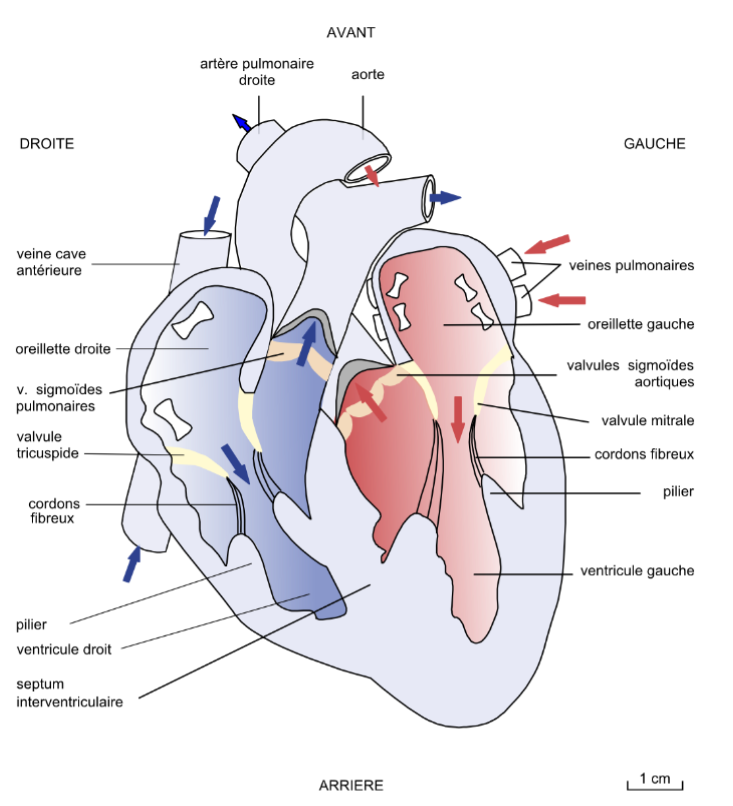 AVANT
artère pulmonaire
droite
aorte
DROITE
GAUCHE
veine cave
antérieure
veines pulmonaires
oreillette gauche
oreillette droite
valvules sigmoïdes
aortiques
v. sigmoïdes
pulmonaires
valvule mitrale
valvule
tricuspide
cordons fibreux
pilier
cordons
fibreux
ventricule gauche
pilier
ventricule droit
septum
interventriculaire
1 cm
ARRIERE